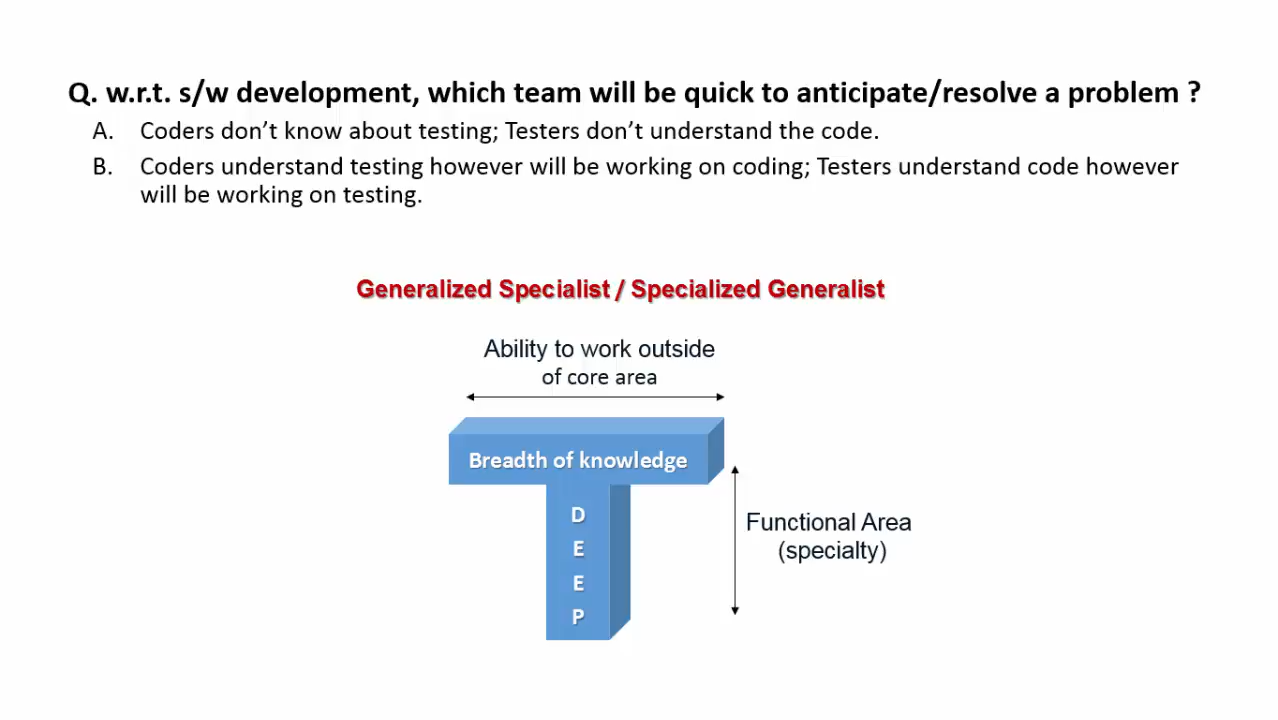 Q. w.r.t. s/w development, which team will be quick to anticipate/resolve a problem ?
A. Coders don’t know about testing; Testers don’t understand the code.
B. Coders understand testing however will be working on coding; Testers understand code however
will be working on testing.
Generalized Specialist / Specialized Generalist
Ability to work outside
of core area
Breadth of knowledge
D
E
E
P
Functional Area
(specialty)